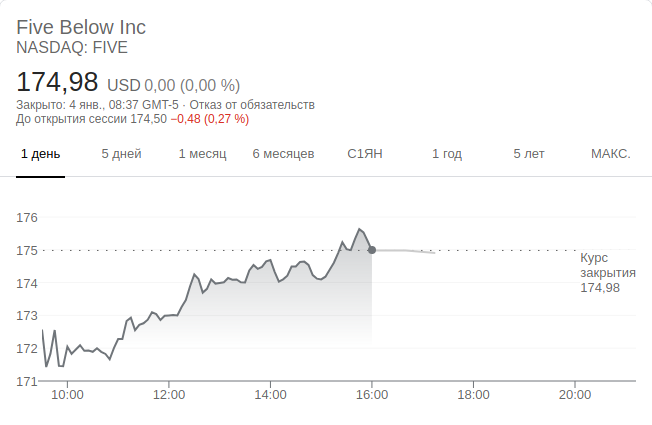 Five Below Inc
NASDAQ: FIVE
174,98 USD 0,00 (0,00 %)
Закрыто: 4 янв., 08:37 GMT-5 · Отказ от обязательств
До открытия сессии 174,50 −0,48 (0,27 %)
1 день 5 дней 1 месяц 6 месяцев С1ЯН 1 год 5 лет МАКС.
176
175
174
173
172
171
Курс
закрытия
174,98
10:00 12:00 14:00 16:00 18:00 20:00